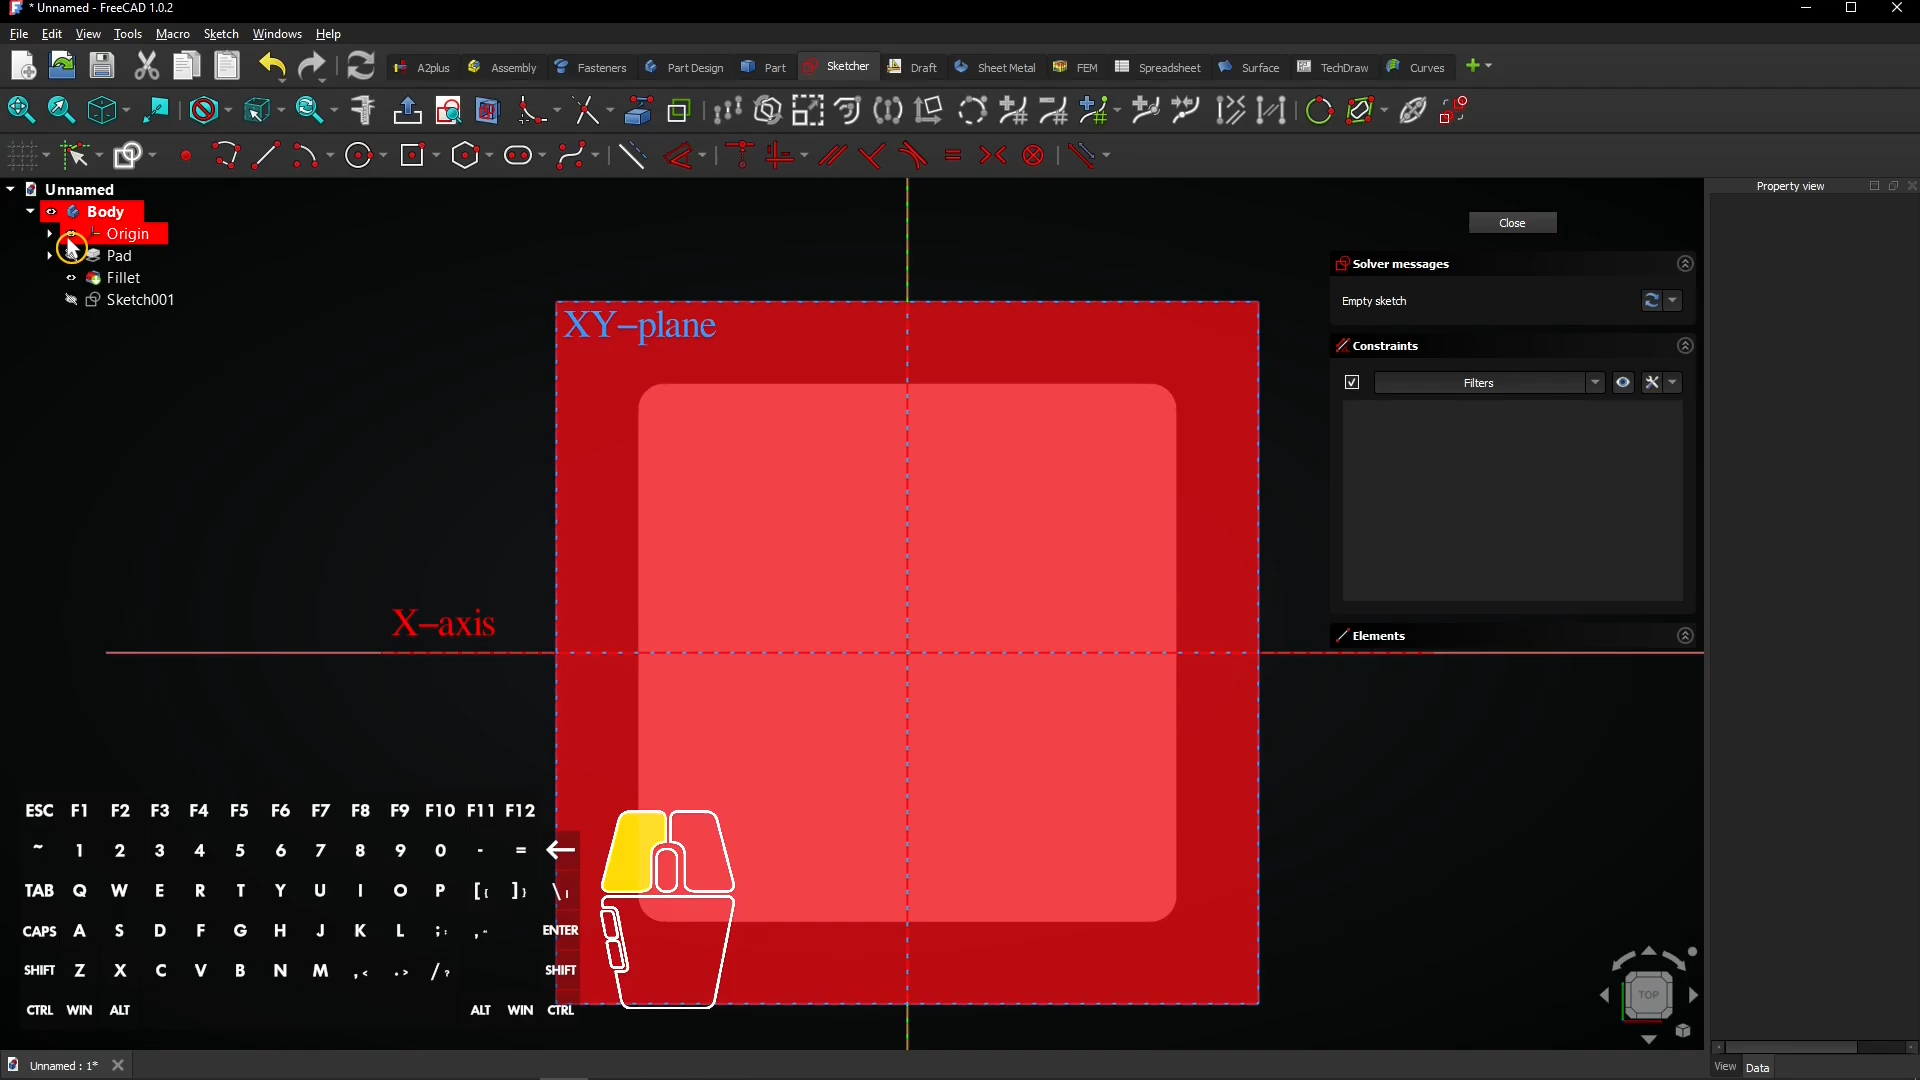 * Unnamed - FreeCAD 1.0.2
File Edit View Tools Macro Sketch Windows Help
A2plus Assembly Fasteners Part Design Part Sketcher Draft Sheet Metal FEM Spreadsheet Surface TechDraw Curves
Unnamed
Body
Origin
Pad
Fillet
Sketch001
XY-plane
X-axis
Property view
Close
Solver messages
Empty sketch
Constraints
Filters
Elements
ESC F1 F2 F3 F4 F5 F6 F7 F8 F9 F10 F11 F12
~ 1 2 3 4 5 6 7 8 9 0 - = ←
TAB Q W E R T Y U I O P [{ ]} \|
CAPS A S D F G H J K L ;: ,- ENTER
SHIFT Z X C V B N M ,< .> /? SHIFT
CTRL WIN ALT ALT WIN CTRL
TOP
Unnamed : 1*
View Data